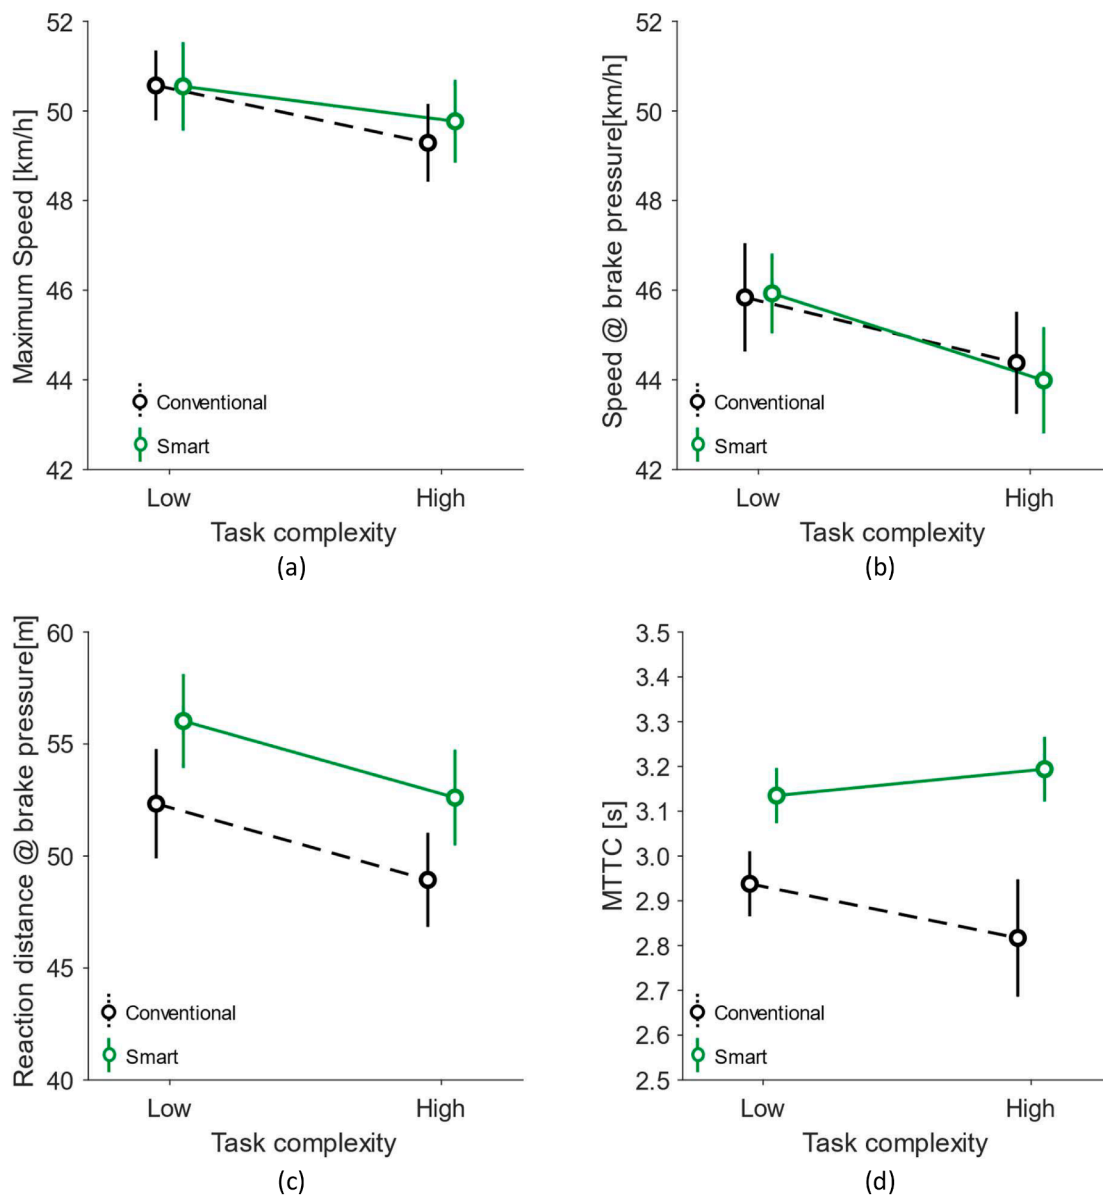 Maximum Speed [km/h]
52
50
48
46
44
42
Conventional
Smart
Low
High
Task complexity
(a)
Speed @ brake pressure[km/h]
52
50
48
46
44
42
Conventional
Smart
Low
High
Task complexity
(b)
Reaction distance @ brake pressure[m]
60
55
50
45
40
Conventional
Smart
Low
High
Task complexity
(c)
MTTC [s]
3.5
3.4
3.3
3.2
3.1
3.0
2.9
2.8
2.7
2.6
2.5
Conventional
Smart
Low
High
Task complexity
(d)